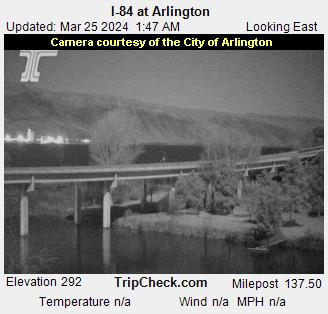 I-84 at Arlington
Updated: Mar 25 2024 1:47 AM Looking East
Camera courtesy of the City of Arlington
Elevation 292 TripCheck.com Milepost 137.50
Temperature n/a Wind n/a MPH n/a